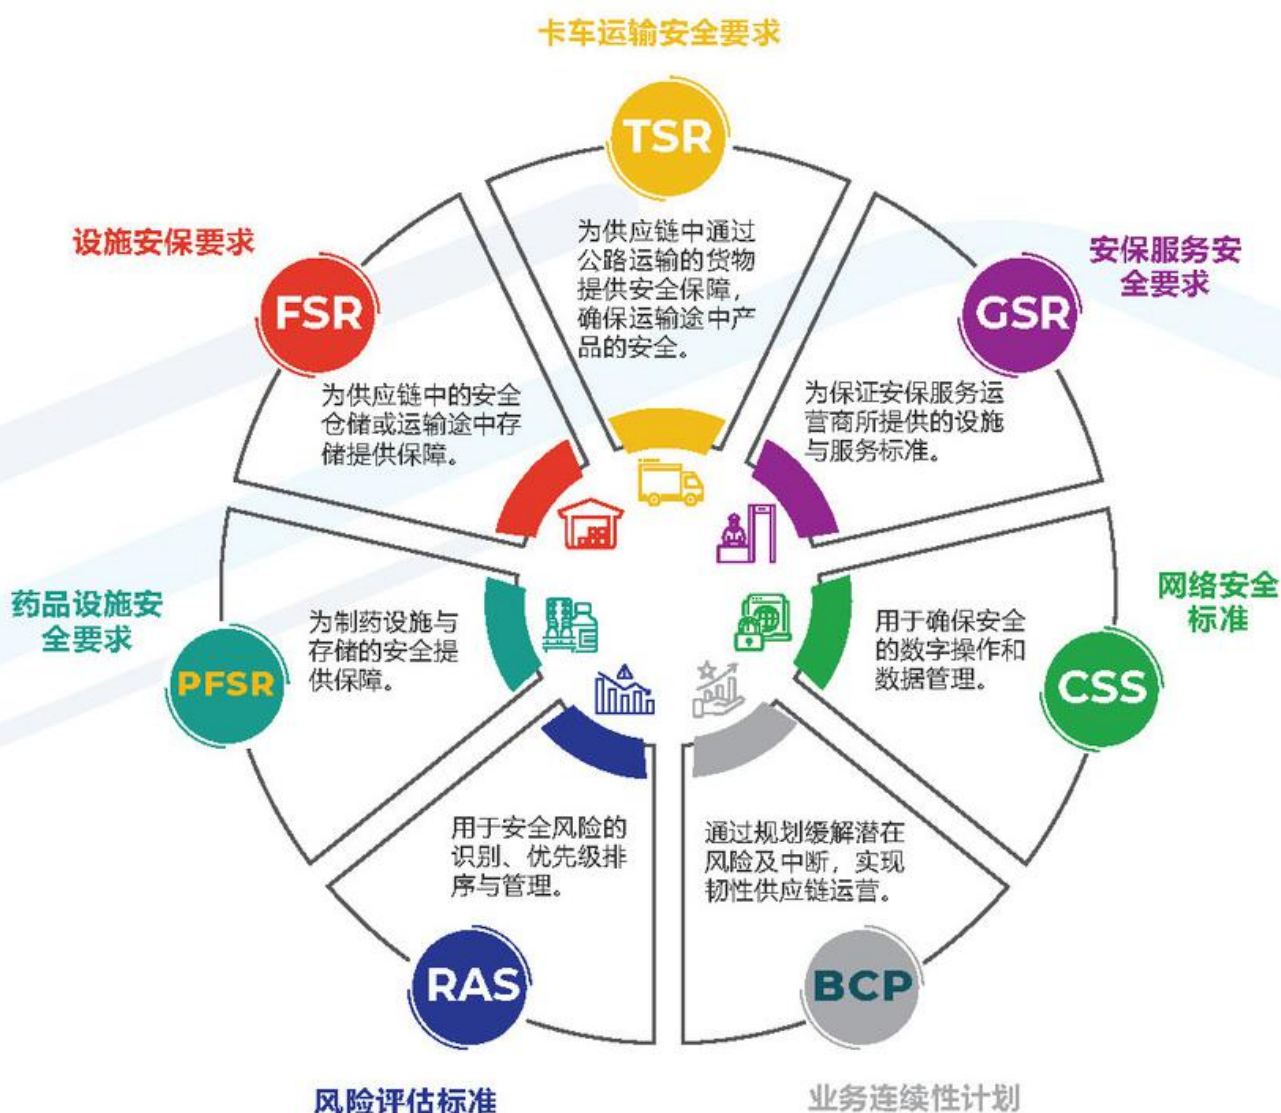 卡车运输安全要求
TSR
为供应链中通过
公路运输的货物
提供安全保障，
确保运输途中产
品的安全。
设施安保要求
FSR
为供应链中的安全
仓储或运输途中存
储提供保障。
安保服务安
全要求
GSR
为保证安保服务运
营商所提供的设施
与服务标准。
药品设施安
全要求
PFSR
为制药设施与
存储的安全提
供保障。
网络安全
标准
CSS
用于确保安全
的数字操作和
数据管理。
用于安全风险的
识别、优先级排
序与管理。
RAS
风险评估标准
通过规划缓解潜在
风险及中断，实现
韧性供应链运营。
BCP
业务连续性计划